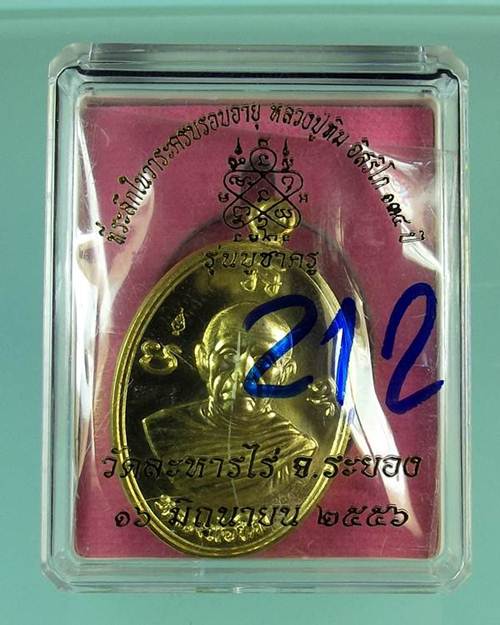 ที่ระลึกในวาระครบรอบอายุ หลวงปู่ทิม อิสริโก ๑๓๔ ปี
รุ่นบูชาครู
212
วัดละหารไร่ จ.ระยอง
๑๖ มิถุนายน ๒๕๕๖